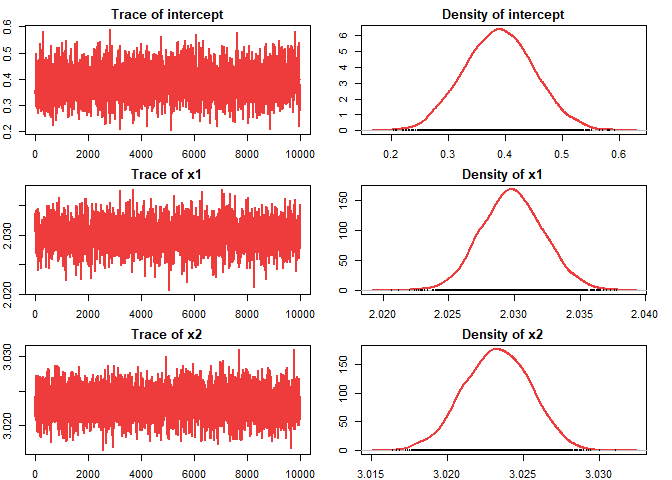 Trace of intercept
0.2 0.3 0.4 0.5 0.6
0 2000 4000 6000 8000 10000
Density of intercept
0 1 2 3 4 5 6
0.2 0.3 0.4 0.5 0.6
Trace of x1
2.020 2.030
0 2000 4000 6000 8000 10000
Density of x1
0 50 100 150
2.020 2.025 2.030 2.035 2.040
Trace of x2
3.020 3.030
0 2000 4000 6000 8000 10000
Density of x2
0 50 100 150
3.015 3.020 3.025 3.030